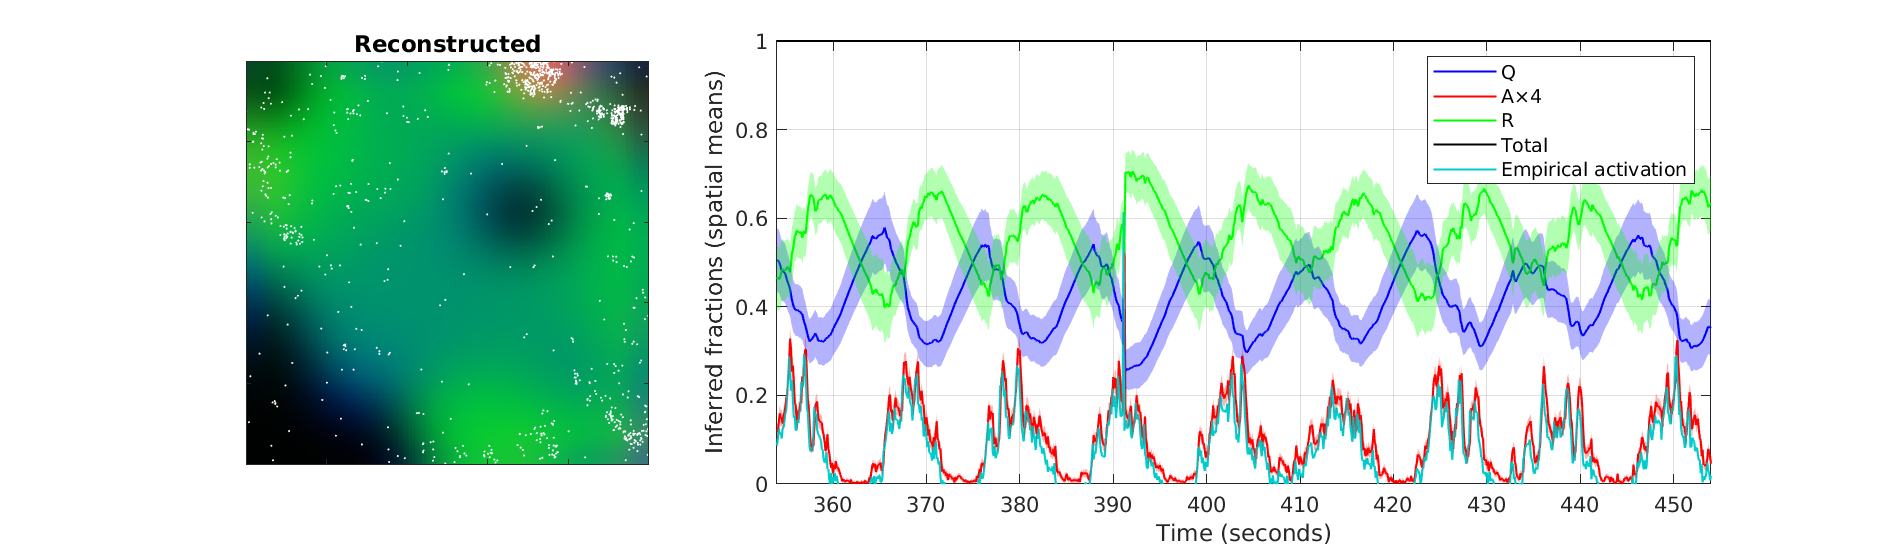 Reconstructed
Inferred fractions (spatial means)
1
0.8
0.6
0.4
0.2
0
Q
A×4
R
Total
Empirical activation
360 370 380 390 400 410 420 430 440 450
Time (seconds)